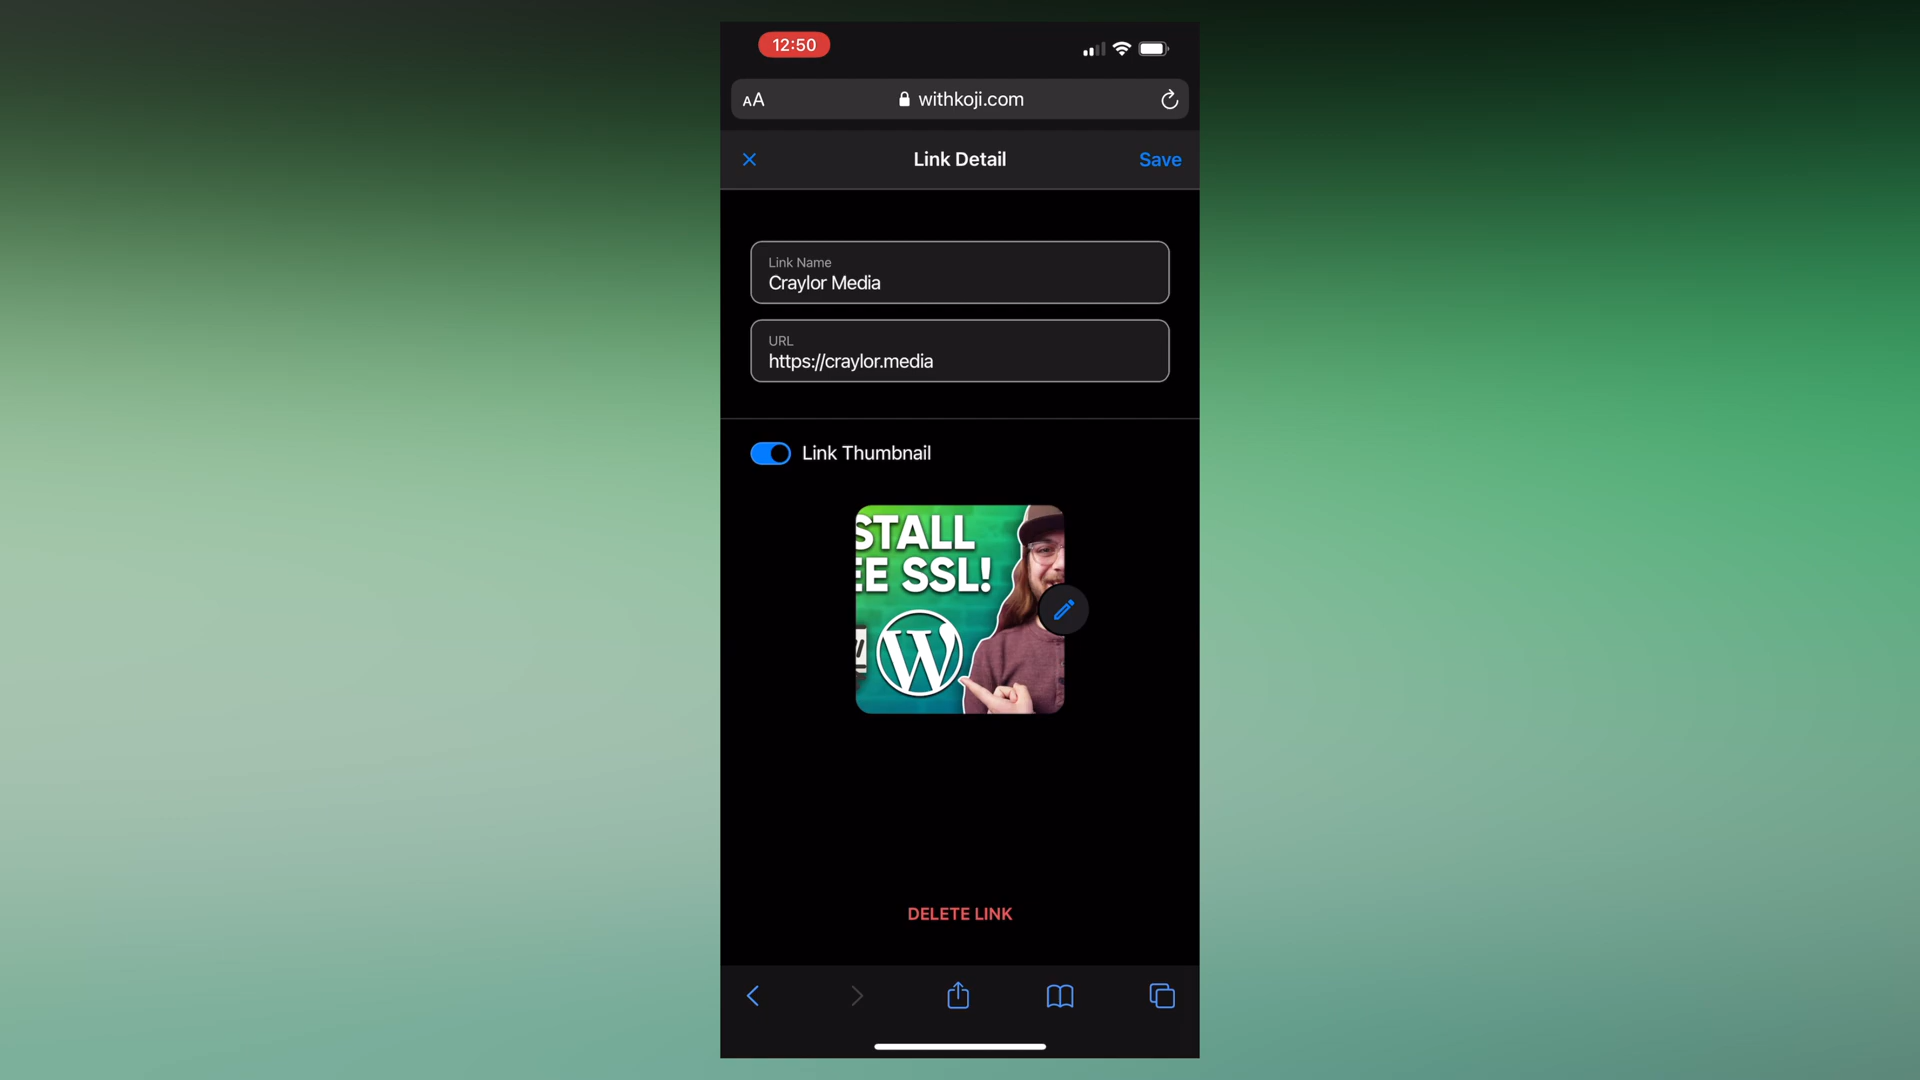 12:50
AA withkoji.com
Link Detail Save
Link Name
Craylor Media
URL
https://craylor.media
Link Thumbnail
STALL
EE SSL!
W
DELETE LINK